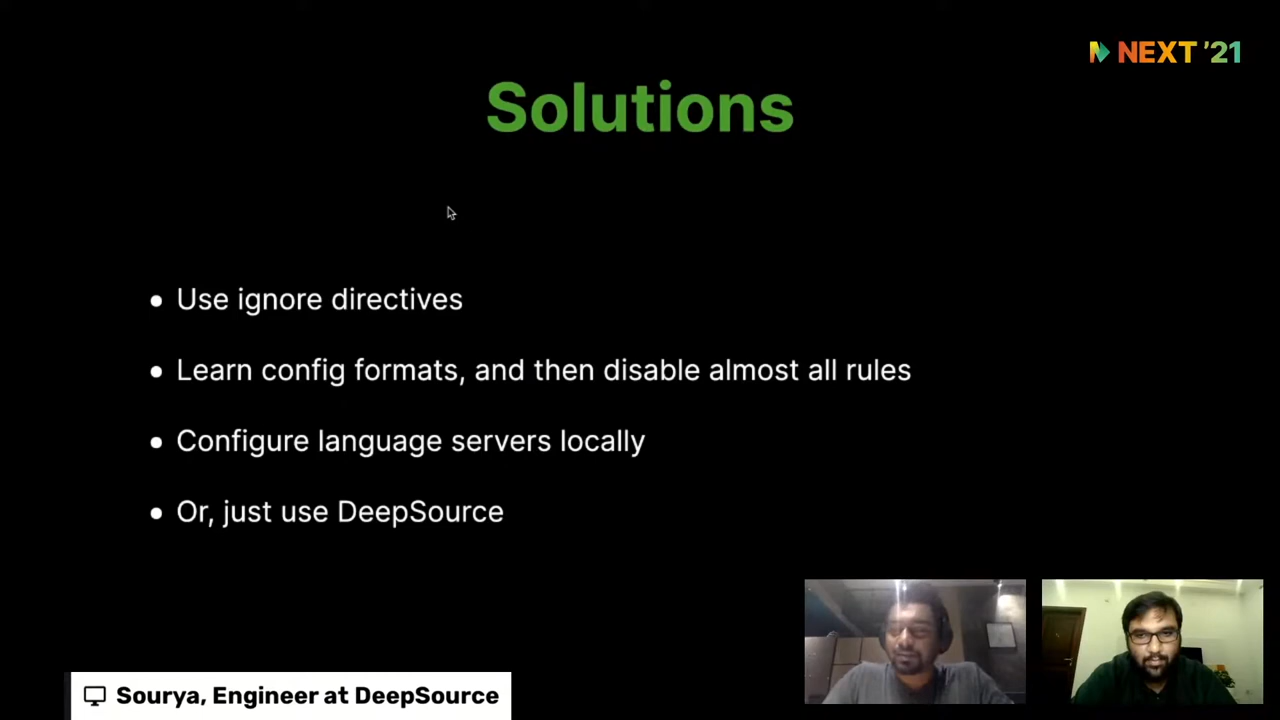 NEXT '21
Solutions
• Use ignore directives
• Learn config formats, and then disable almost all rules
• Configure language servers locally
• Or, just use DeepSource
Sourya, Engineer at DeepSource